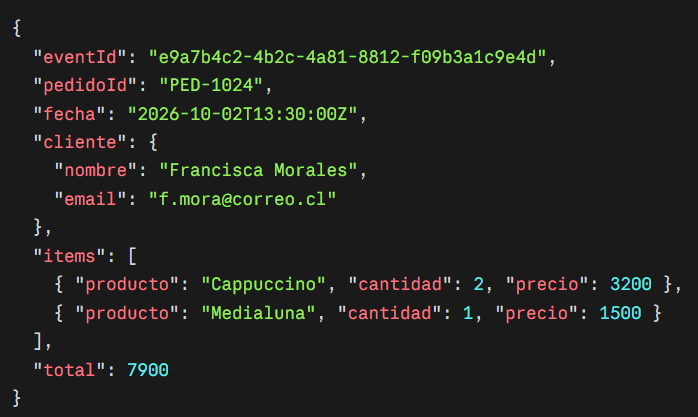 {
  "eventId": "e9a7b4c2-4b2c-4a81-8812-f09b3a1c9e4d",
  "pedidoId": "PED-1024",
  "fecha": "2026-10-02T13:30:00Z",
  "cliente": {
    "nombre": "Francisca Morales",
    "email": "f.mora@correo.cl"
  },
  "items": [
    { "producto": "Cappuccino", "cantidad": 2, "precio": 3200 },
    { "producto": "Medialuna", "cantidad": 1, "precio": 1500 }
  ],
  "total": 7900
}